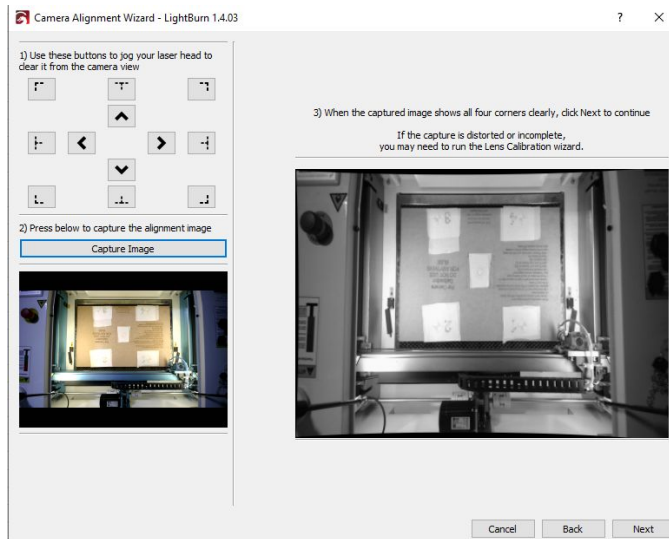 Camera Alignment Wizard - LightBurn 1.4.03
1) Use these buttons to jog your laser head to
clear it from the camera view
2) Press below to capture the alignment image
Capture Image
3) When the captured image shows all four corners clearly, click Next to continue
If the capture is distorted or incomplete,
you may need to run the Lens Calibration wizard.
Cancel
Back
Next